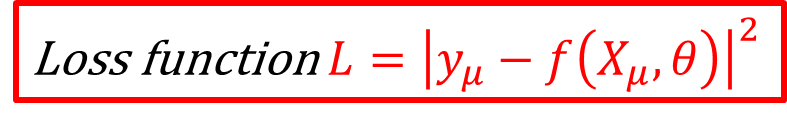 Loss function L = |y_μ − f(X_μ, θ)|²